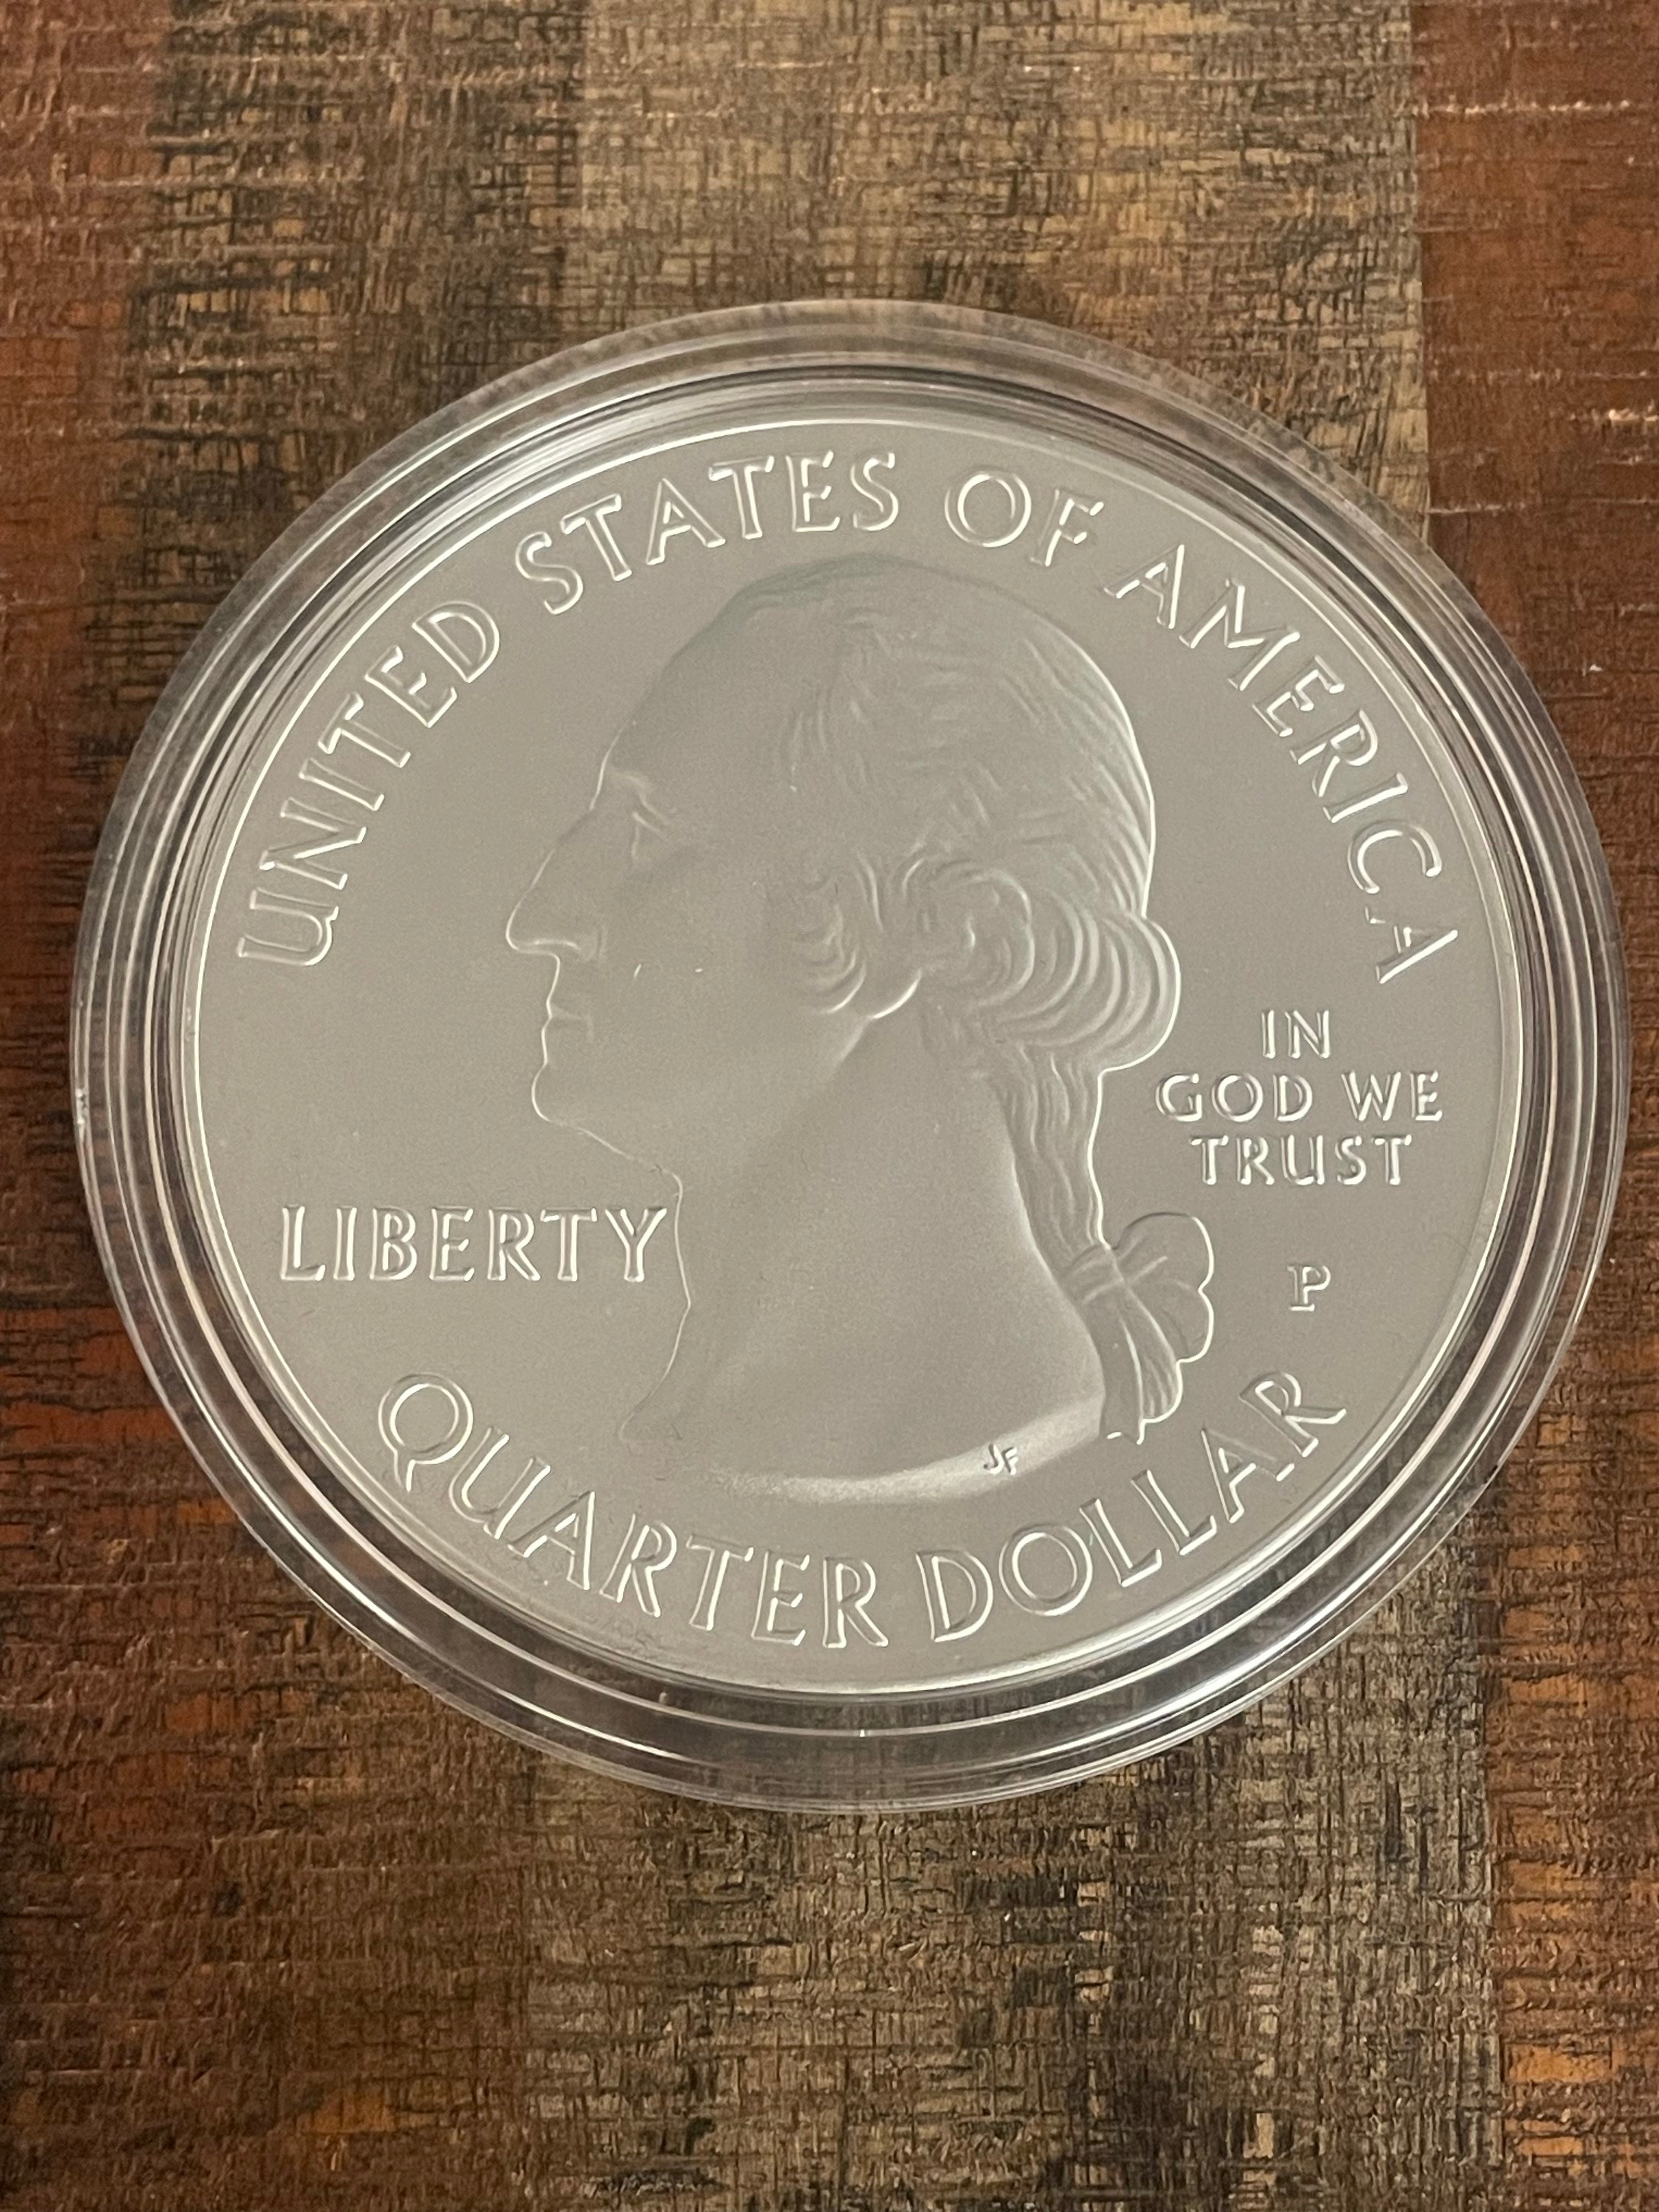 UNITED STATES OF AMERICA
IN
GOD WE
TRUST
LIBERTY
P
JF
QUARTER DOLLAR